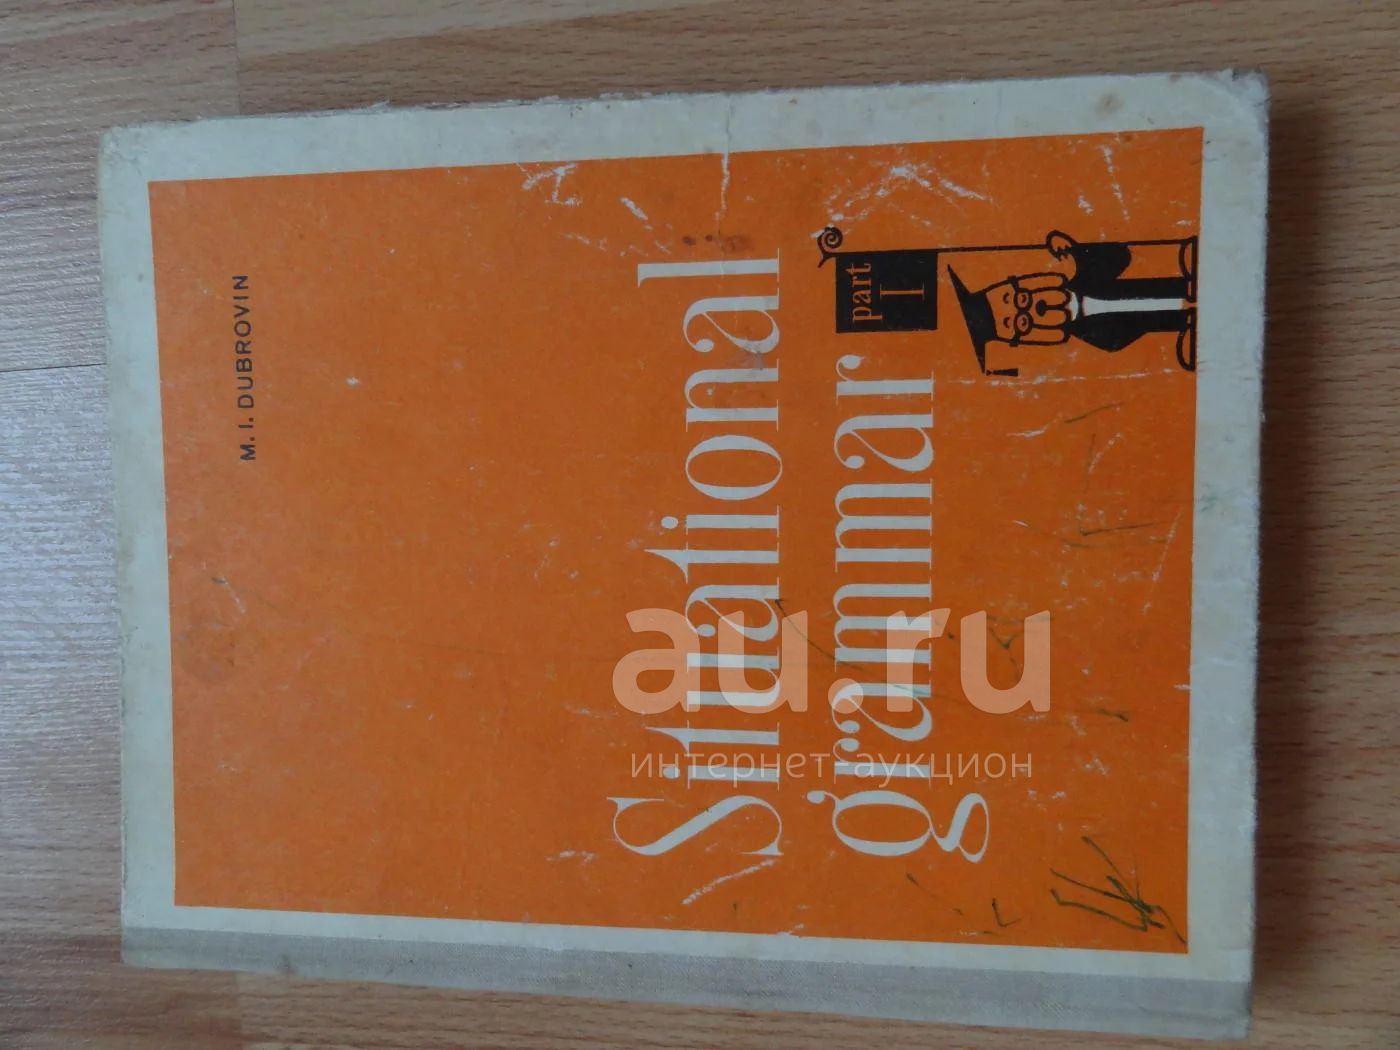 M. I. DUBROVIN
Situational
grammar
part
I
au.ru
интернет аукцион